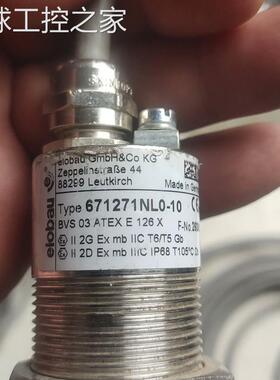 球工控之家
SKINTOP
elobau GmbH&Co KG
Zeppelinstraße 44
88299 Leutkirch
Made in
elobau
Type 671271NL0-10
BVS 03 ATEX E 126 X
F-No.
II 2G Ex mb IIC T6/T5 Gb
II 2D Ex mb IIIC IP68 T105°C